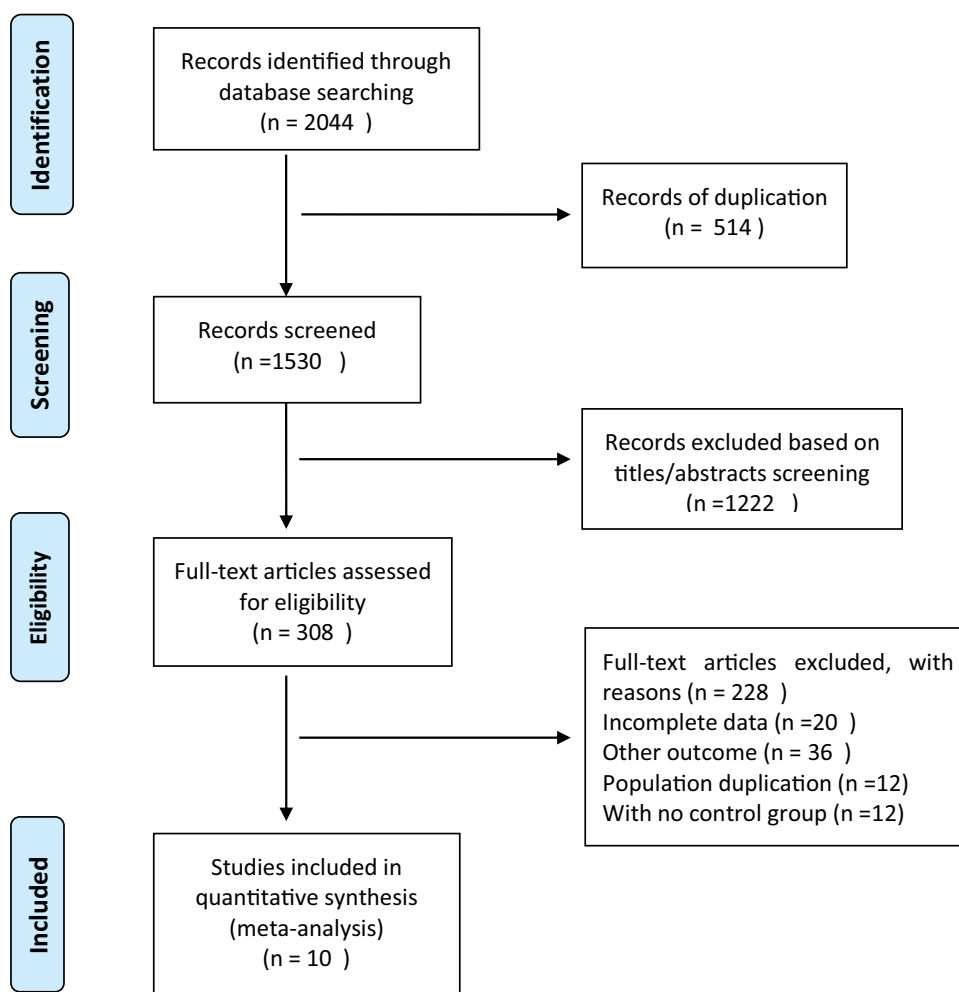 Identification
Records identified through
database searching
(n = 2044 )
Records of duplication
(n = 514 )
Screening
Records screened
(n =1530 )
Records excluded based on
titles/abstracts screening
(n =1222 )
Eligibility
Full-text articles assessed
for eligibility
(n = 308 )
Full-text articles excluded, with
reasons (n = 228 )
Incomplete data (n =20 )
Other outcome (n = 36 )
Population duplication (n =12)
With no control group (n =12)
Included
Studies included in
quantitative synthesis
(meta-analysis)
(n = 10 )